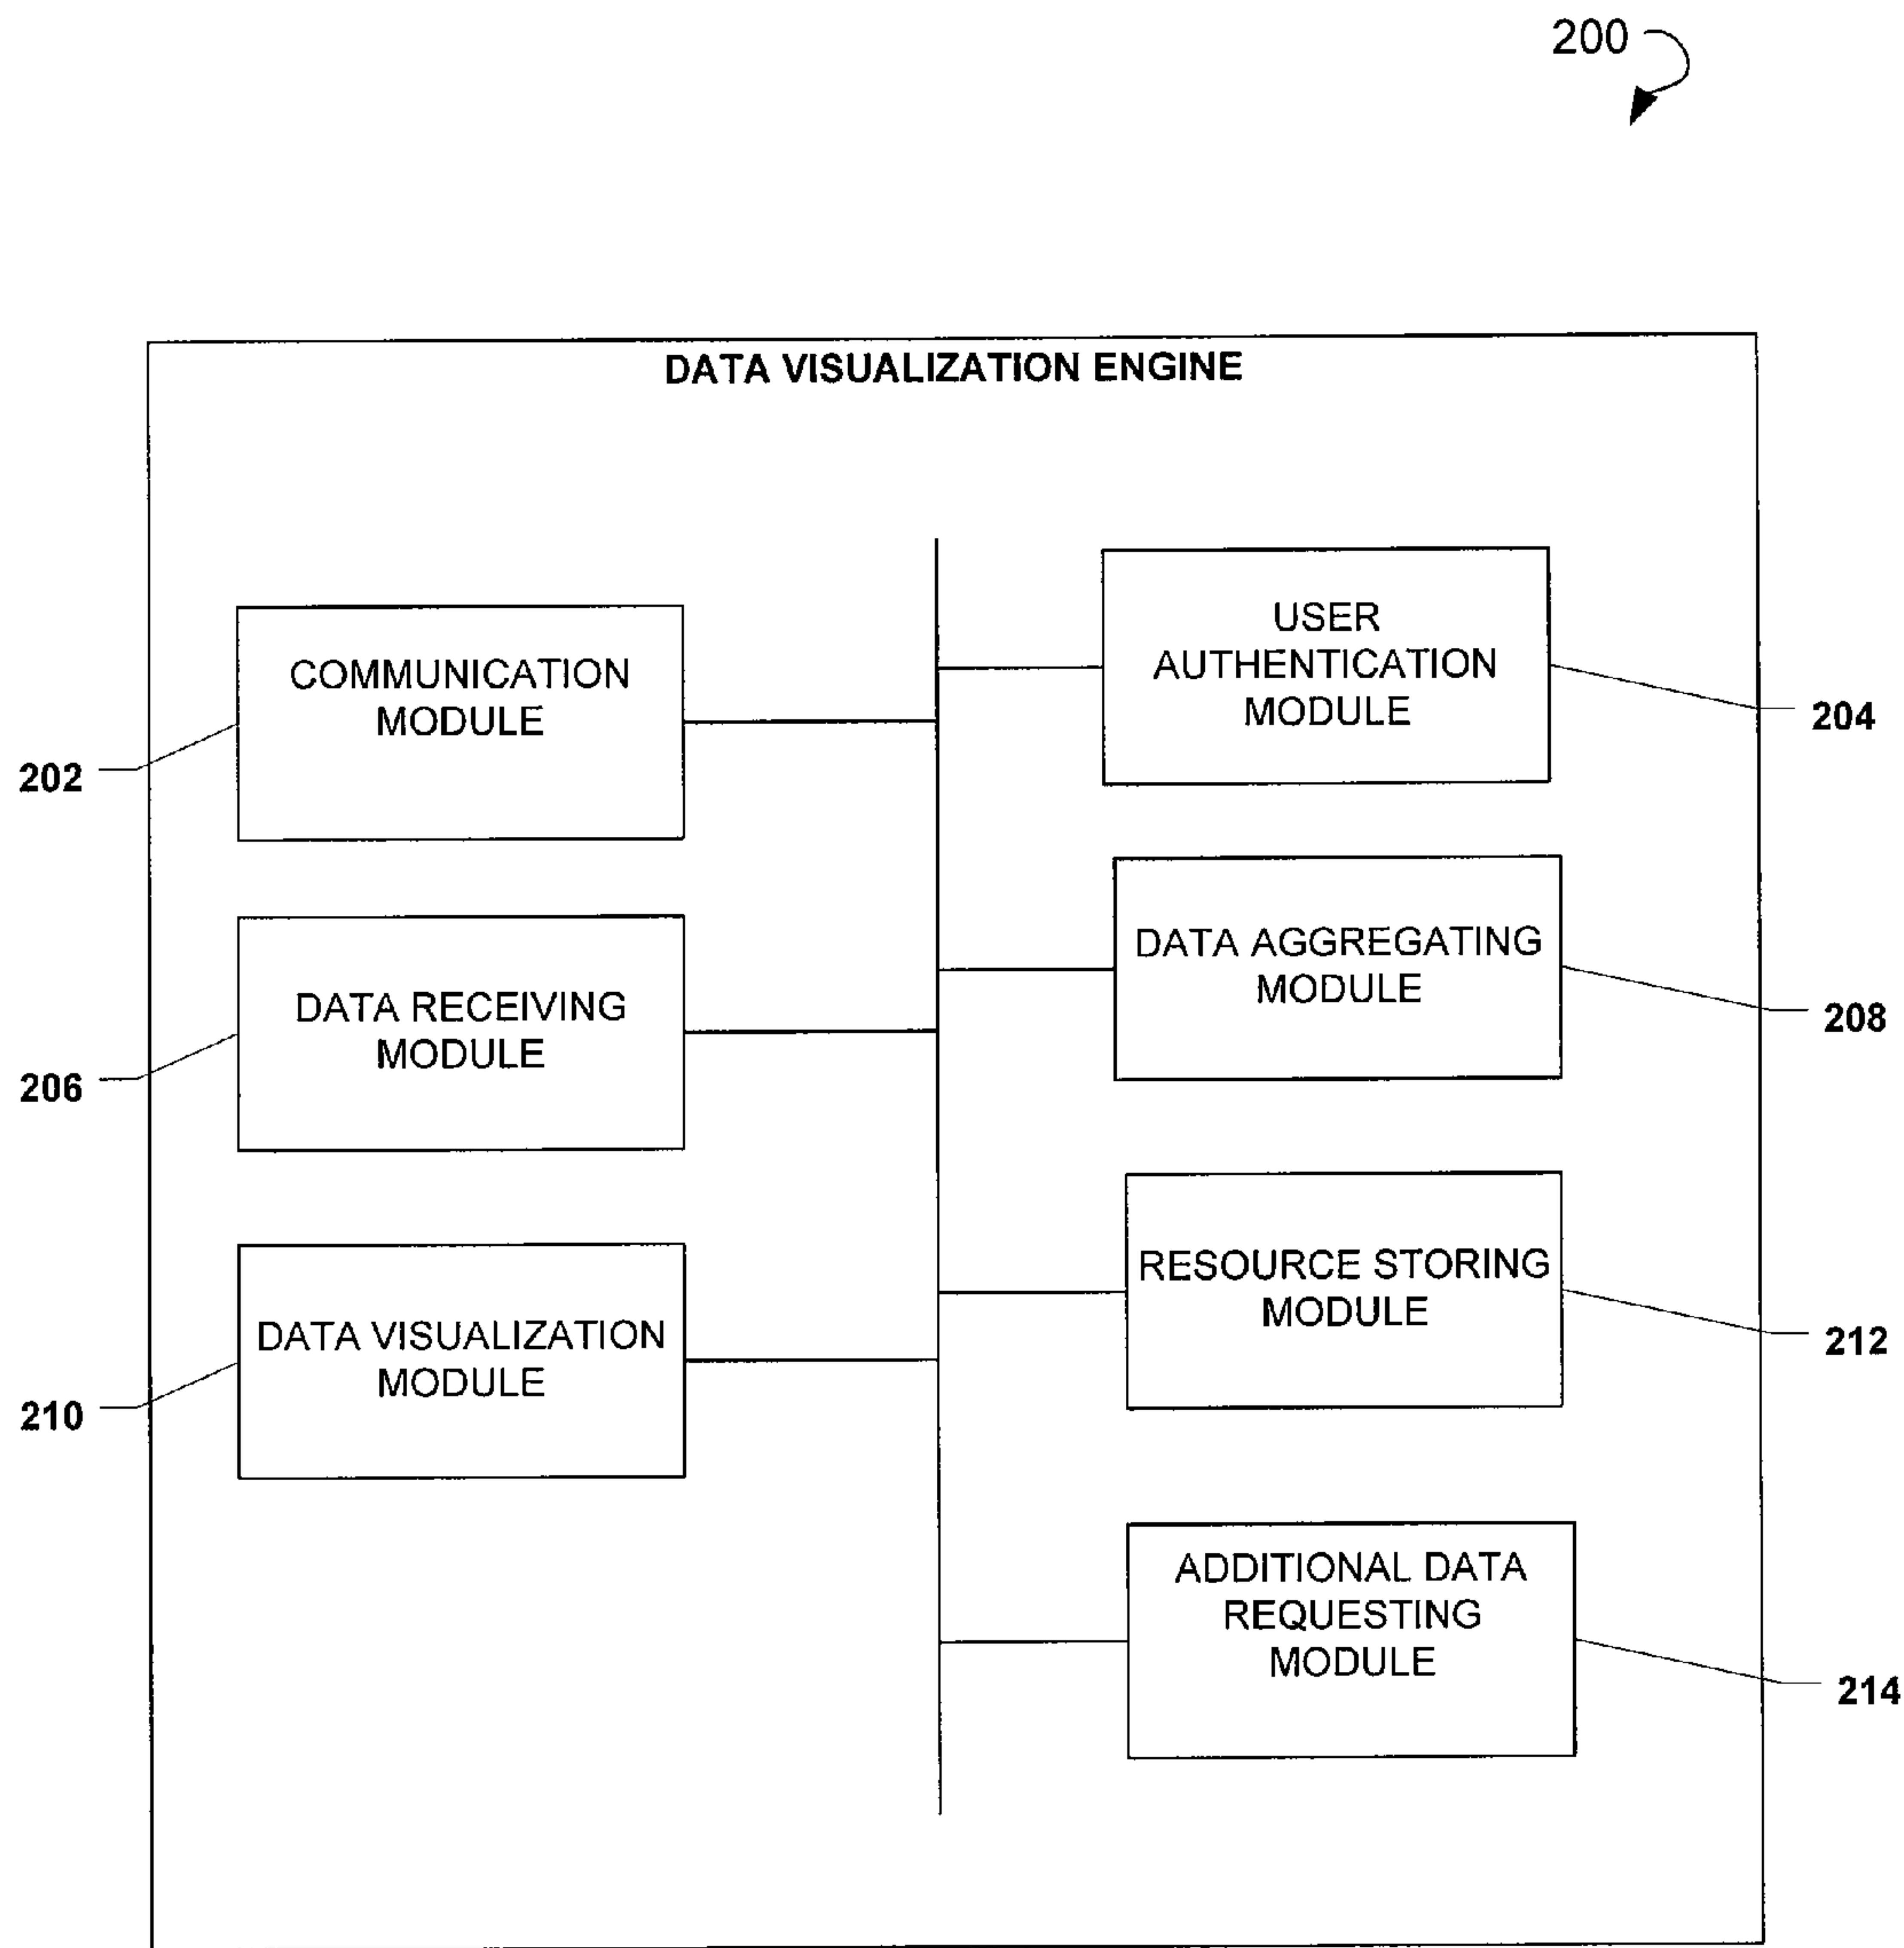 200
DATA VISUALIZATION ENGINE
COMMUNICATION
MODULE
202
USER
AUTHENTICATION
MODULE
204
DATA RECEIVING
MODULE
206
DATA AGGREGATING
MODULE
208
DATA VISUALIZATION
MODULE
210
RESOURCE STORING
MODULE
212
ADDITIONAL DATA
REQUESTING
MODULE
214